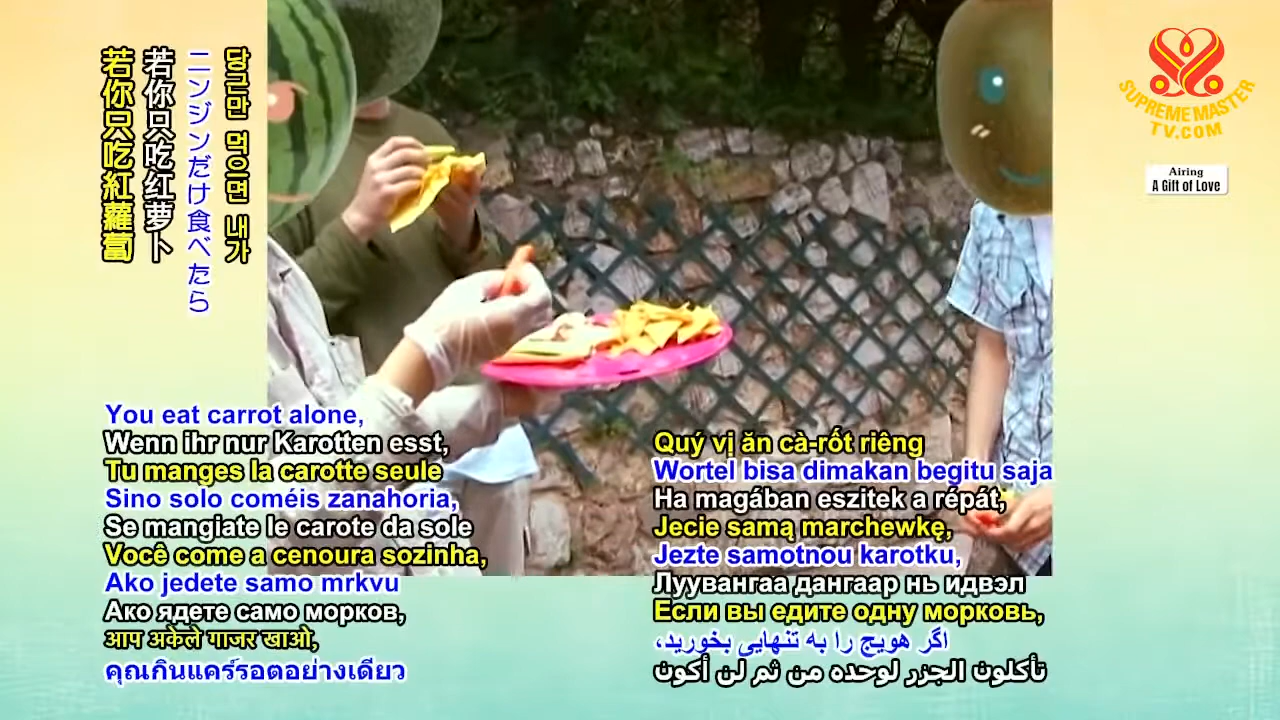 若你只吃紅蘿蔔
若你只吃红萝卜
ニンジンだけ食べたら
당근만 먹으면 내가
SUPREME MASTER
TV.COM
Airing
A Gift of Love
You eat carrot alone,
Wenn ihr nur Karotten esst,
Tu manges la carotte seule
Sino solo coméis zanahoria,
Se mangiate le carote da sole
Você come a cenoura sozinha,
Ako jedete samo mrkvu
Ако ядете само морков,
आप अकेले गाजर खाओ,
คุณกินแคร์รอตอย่างเดียว
Quý vị ăn cà-rốt riêng
Wortel bisa dimakan begitu saja
Ha magában eszitek a répát,
Jecie samą marchewkę,
Jezte samotnou karotku,
Луувангаа дангаар нь идвэл
Если вы едите одну морковь,
اگر هویج را به تنهایی بخورید،
تأكلون الجزر لوحده من ثم لن أكون